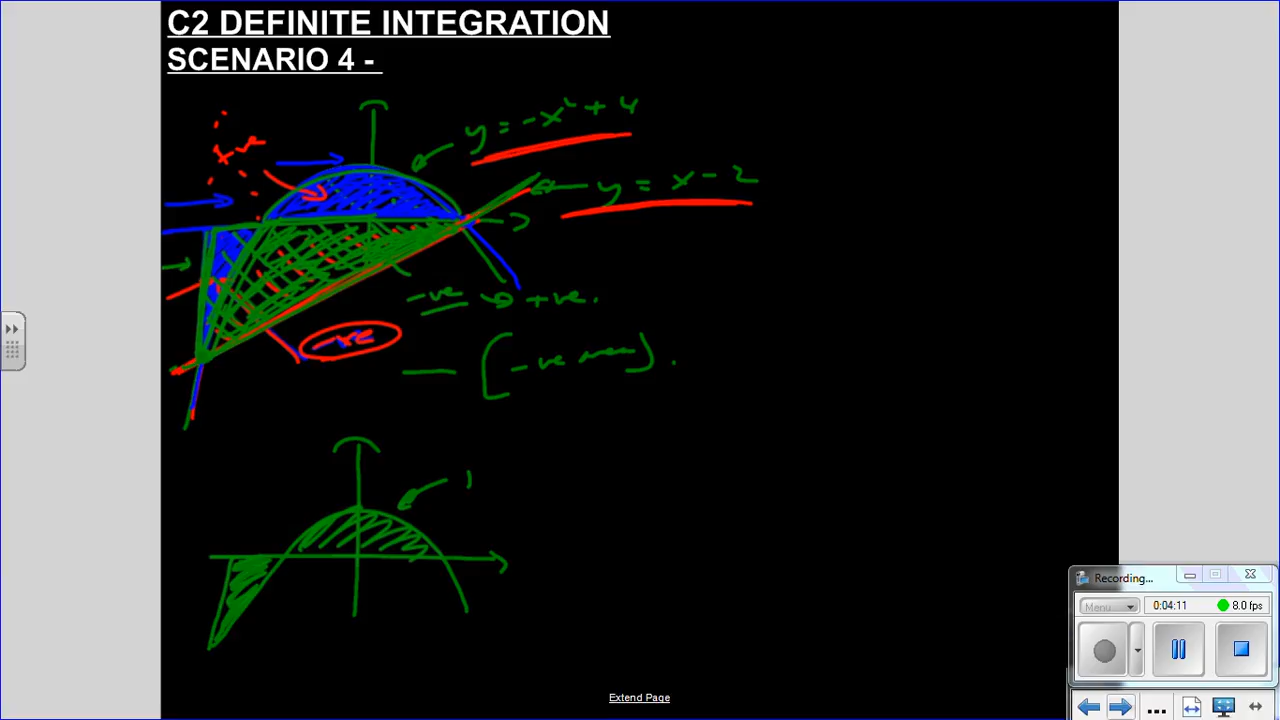 C2 DEFINITE INTEGRATION
SCENARIO 4 -
y = -x² + 4
+ve
y = x - 2
-ve → +ve.
-ve
Recording...
Menu
0:04:11
8.0 fps
Extend Page